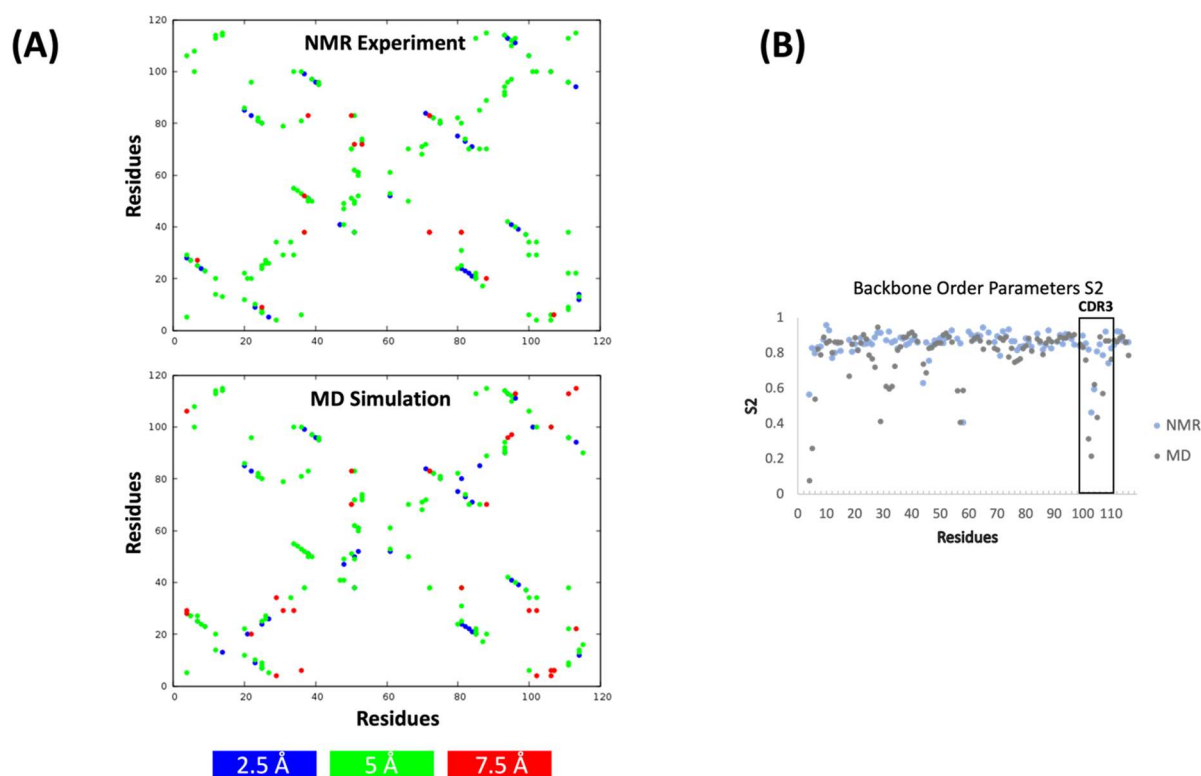 (A)
NMR Experiment
Residues
120
100
80
60
40
20
0
0 20 40 60 80 100 120
MD Simulation
Residues
120
100
80
60
40
20
0
0 20 40 60 80 100 120
Residues
2.5 Å 5 Å 7.5 Å
(B)
Backbone Order Parameters S2
CDR3
S2
1
0.8
0.6
0.4
0.2
0
0 10 20 30 40 50 60 70 80 90 100 110
Residues
NMR
MD